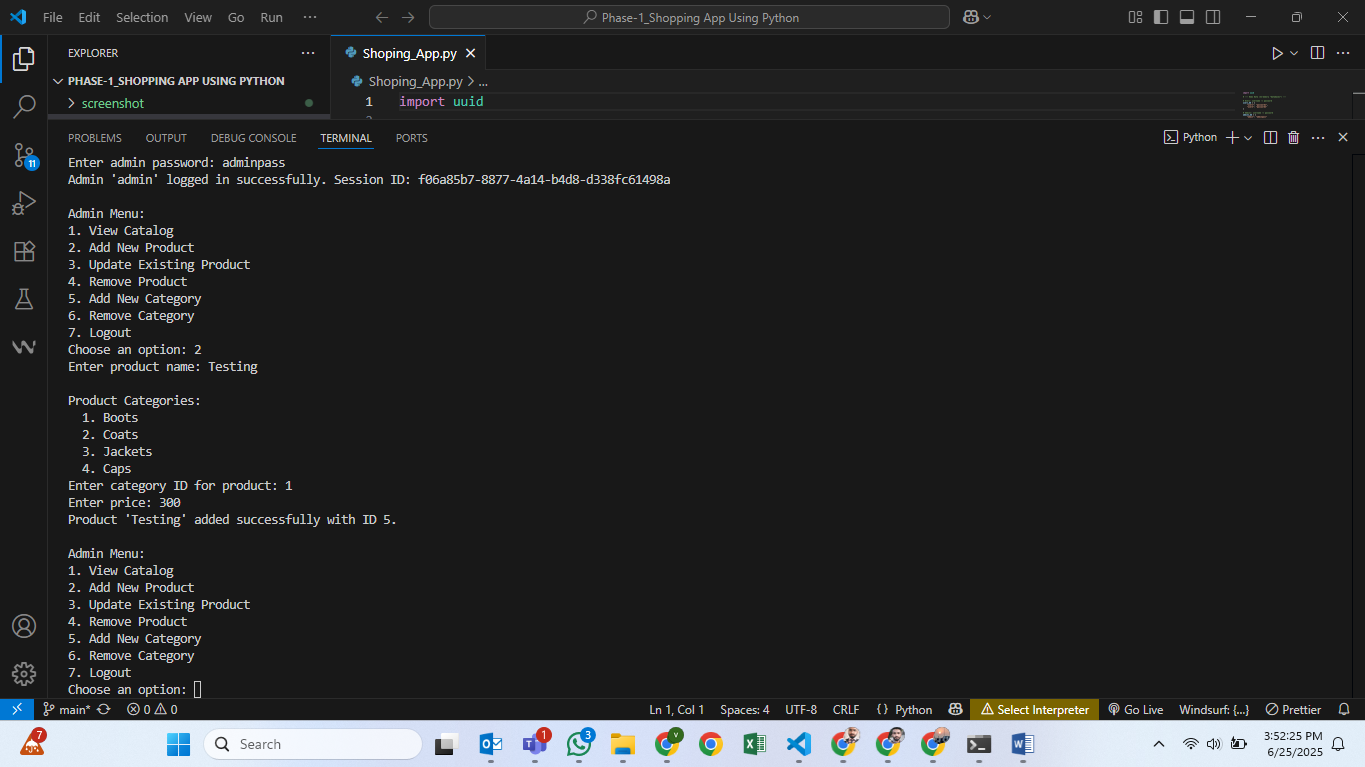 File Edit Selection View Go Run ···
Phase-1_Shopping App Using Python
EXPLORER ···
Shoping_App.py
PHASE-1_SHOPPING APP USING PYTHON
Shoping_App.py > ...
screenshot
1 import uuid
PROBLEMS OUTPUT DEBUG CONSOLE TERMINAL PORTS
Python
Enter admin password: adminpass
Admin 'admin' logged in successfully. Session ID: f06a85b7-8877-4a14-b4d8-d338fc61498a
Admin Menu:
1. View Catalog
2. Add New Product
3. Update Existing Product
4. Remove Product
5. Add New Category
6. Remove Category
7. Logout
Choose an option: 2
Enter product name: Testing
Product Categories:
1. Boots
2. Coats
3. Jackets
4. Caps
Enter category ID for product: 1
Enter price: 300
Product 'Testing' added successfully with ID 5.
Admin Menu:
1. View Catalog
2. Add New Product
3. Update Existing Product
4. Remove Product
5. Add New Category
6. Remove Category
7. Logout
Choose an option:
11
main* 0 0 Ln 1, Col 1 Spaces: 4 UTF-8 CRLF {} Python Select Interpreter Go Live Windsurf: {...} Prettier
7 Search 1 3 v 3:52:25 PM
6/25/2025